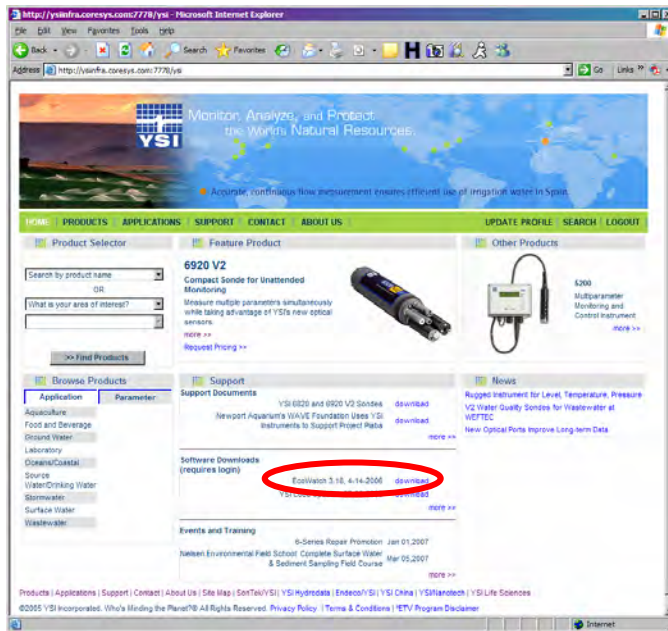 http://ysiinfra.coresys.com:7778/ysi - Microsoft Internet Explorer
File Edit View Favorites Tools Help
Back Search Favorites
Address http://ysiinfra.coresys.com:7778/ysi Go Links
YSI
Monitor, Analyze, and Protect
the World's Natural Resources.
Accurate, continuous flow measurement ensures efficient use of irrigation water in Spain.
HOME | PRODUCTS | APPLICATIONS | SUPPORT | CONTACT | ABOUT US UPDATE PROFILE | SEARCH | LOGOUT
Product Selector
Search by product name
OR
What is your area of interest?
>> Find Products
Feature Product
6920 V2
Compact Sonde for Unattended
Monitoring
Measure multiple parameters simultaneously
while taking advantage of YSI's new optical
sensors.
more >>
Request Pricing >>
Other Products
5200
Multiparameter
Monitoring and
Control Instrument
more >>
Browse Products
Application Parameter
Aquaculture
Food and Beverage
Ground Water
Laboratory
Oceans/Coastal
Source
Water/Drinking Water
Stormwater
Surface Water
Wastewater
Support
Support Documents
YSI 6820 and 6920 V2 Sondes download
Newport Aquarium's WAVE Foundation Uses YSI
Instruments to Support Project Platia download
more >>
Software Downloads
(requires login)
EcoWatch 3.18, 4-14-2006 download
download
more >>
Events and Training
6-Series Repair Promotion Jan 01,2007
Nielsen Environmental Field School: Complete Surface Water
& Sediment Sampling Field Course Mar 05,2007
more >>
News
Rugged Instrument for Level, Temperature, Pressure
V2 Water Quality Sondes for Wastewater at
WEFTEC
New Optical Ports Improve Long-term Data
Products | Applications | Support | Contact | About Us | Site Map | SonTek/YSI | YSI Hydrodata | Endeco/YSI | YSI China | YSI/Nanotech | YSI Life Sciences
©2005 YSI Incorporated. Who's Minding the Planet?® All Rights Reserved. Privacy Policy | Terms & Conditions | *ETV Program Disclaimer
Internet